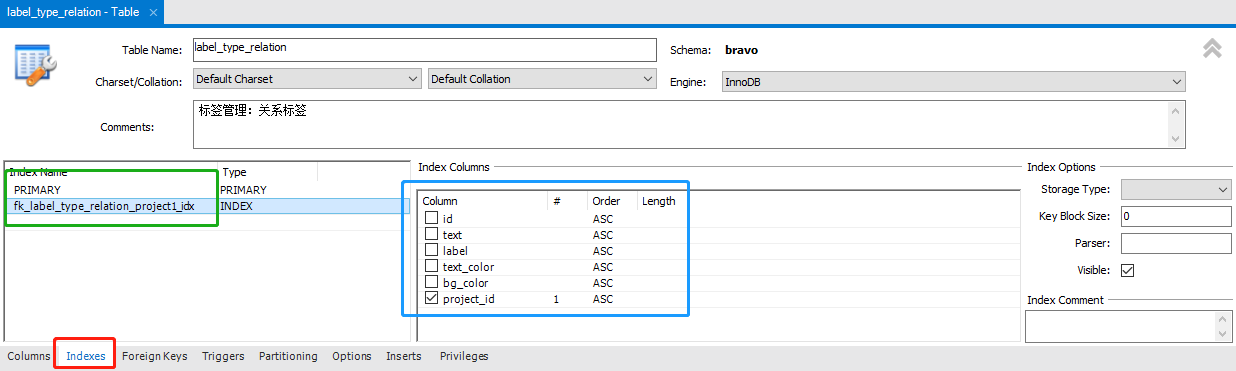 label_type_relation - Table ×
Table Name: label_type_relation Schema: bravo
Charset/Collation: Default Charset Default Collation Engine: InnoDB
Comments: 标签管理：关系标签
Index Name Type
PRIMARY PRIMARY
fk_label_type_relation_project1_idx INDEX
Index Columns
Column # Order Length
id ASC
text ASC
label ASC
text_color ASC
bg_color ASC
project_id 1 ASC
Index Options
Storage Type:
Key Block Size: 0
Parser:
Visible:
Index Comment
Columns Indexes Foreign Keys Triggers Partitioning Options Inserts Privileges